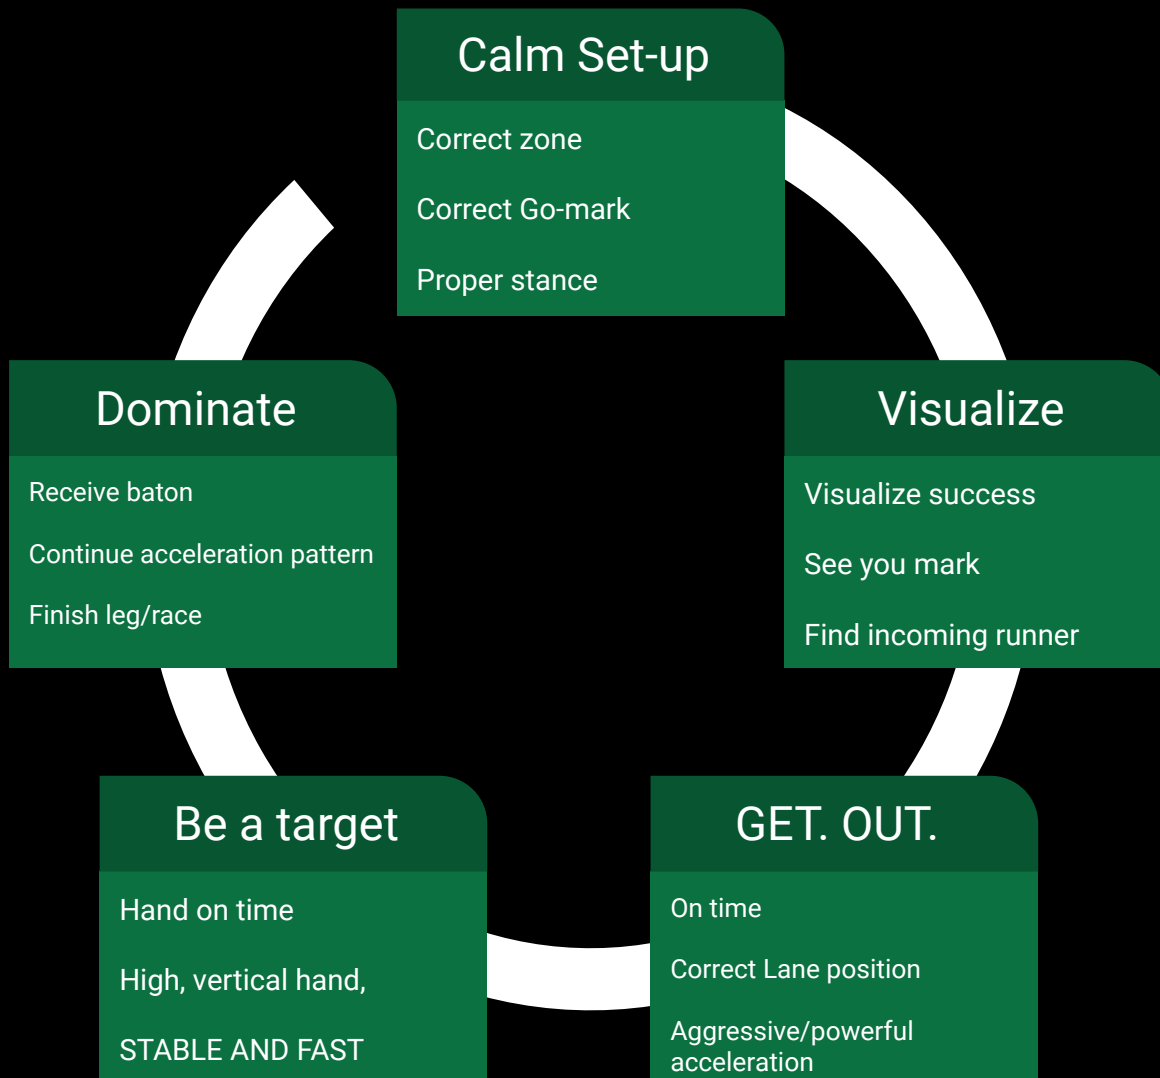 Calm Set-up
Correct zone
Correct Go-mark
Proper stance
Visualize
Visualize success
See you mark
Find incoming runner
GET. OUT.
On time
Correct Lane position
Aggressive/powerful
acceleration
Be a target
Hand on time
High, vertical hand,
STABLE AND FAST
Dominate
Receive baton
Continue acceleration pattern
Finish leg/race